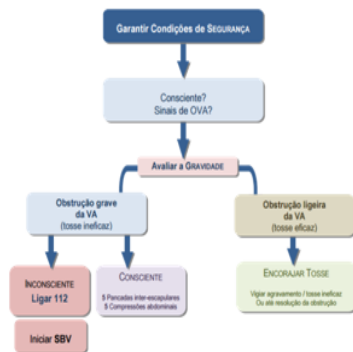 Garantir Condições de SEGURANÇA
Consciente?
Sinais de OVA?
Avaliar a GRAVIDADE
Obstrução grave
da VA
(tosse ineficaz)
Obstrução ligeira
da VA
(tosse eficaz)
INCONSCIENTE
Ligar 112
CONSCIENTE
5 Pancadas inter-escapulares
5 Compressões abdominais
ENCORAJAR TOSSE
Vigiar agravamento / tosse ineficaz
Ou até resolução da obstrução
Iniciar SBV